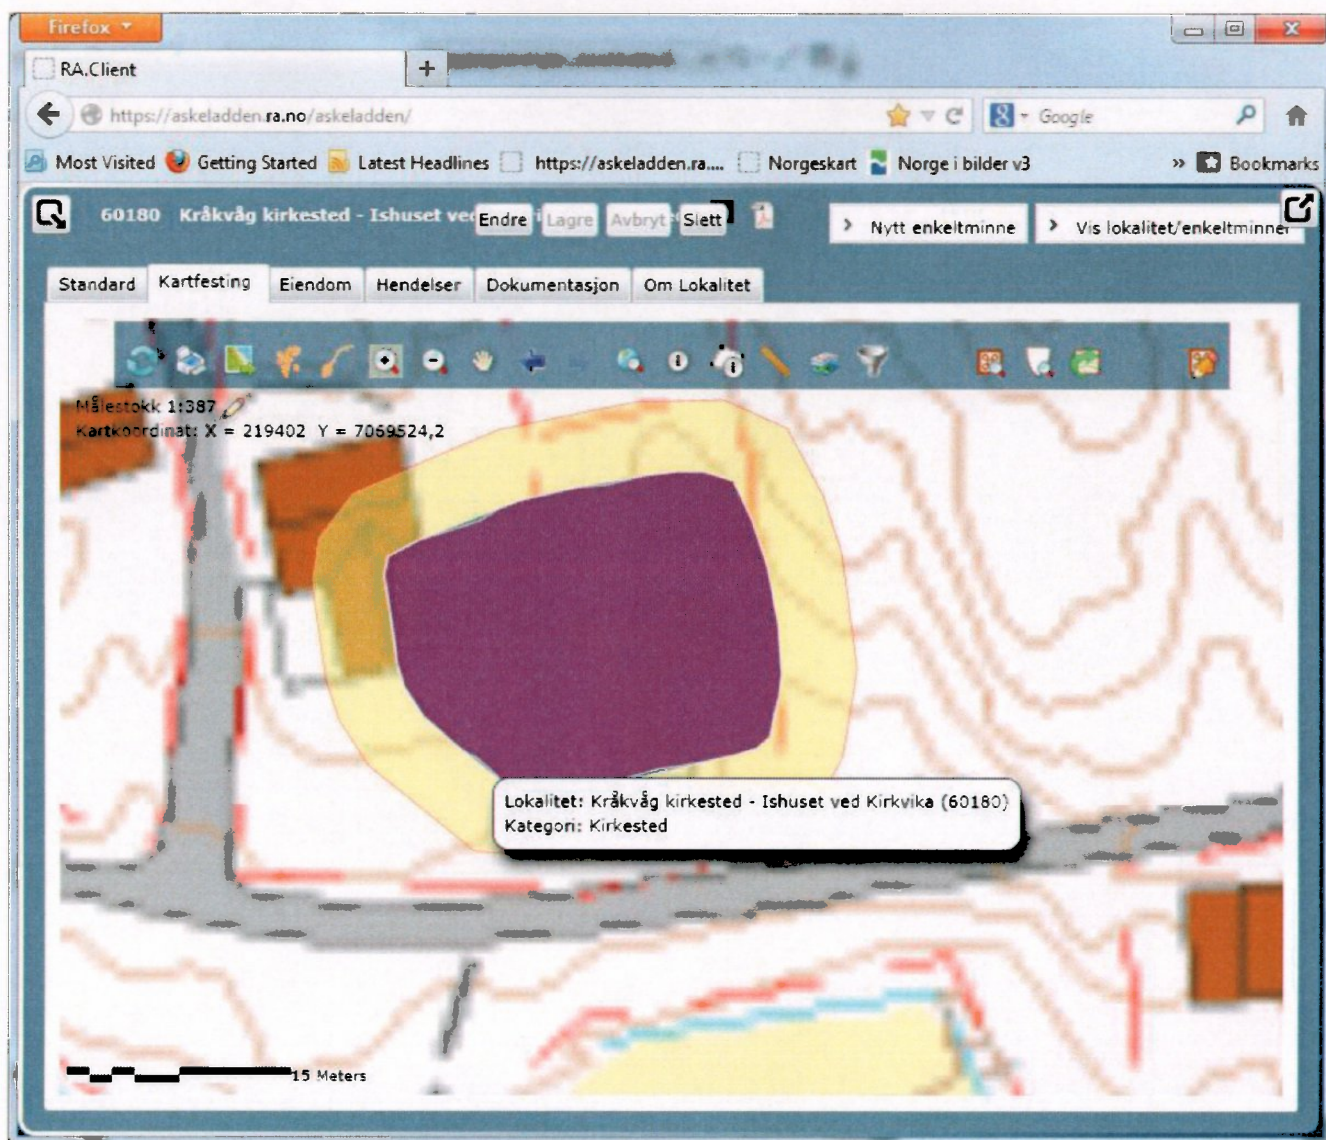 Firefox
RA.Client
+
https://askeladden.ra.no/askeladden/
Google
Most Visited Getting Started Latest Headlines https://askeladden.ra.... Norgeskart Norge i bilder v3 » Bookmarks
60180 Kråkvåg kirkested - Ishuset ved Endre Lagre Avbryt Slett > Nytt enkeltminne > Vis lokalitet/enkeltminner
Standard Kartfesting Eiendom Hendelser Dokumentasjon Om Lokalitet
Målestokk 1:387
Kartkoordinat: X = 219402 Y = 7069524,2
Lokalitet: Kråkvåg kirkested - Ishuset ved Kirkvika (60180)
Kategori: Kirkested
15 Meters